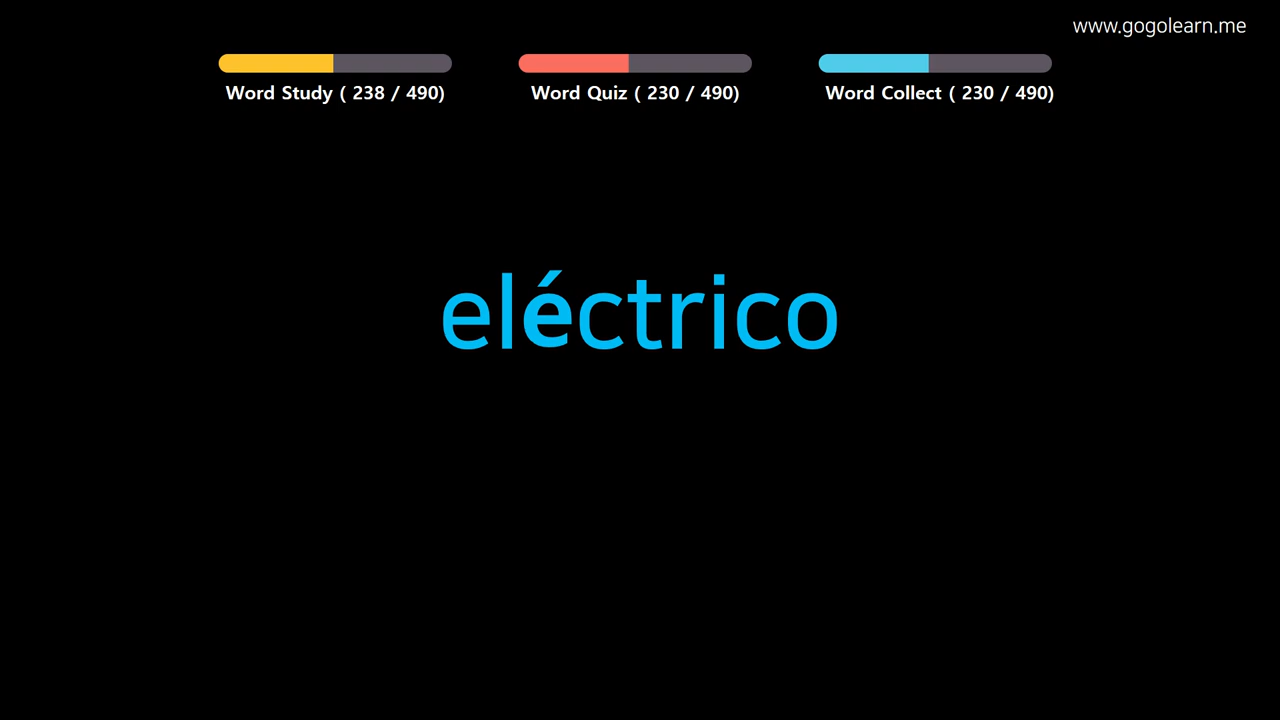 www.gogolearn.me
Word Study ( 238 / 490)
Word Quiz ( 230 / 490)
Word Collect ( 230 / 490)
eléctrico